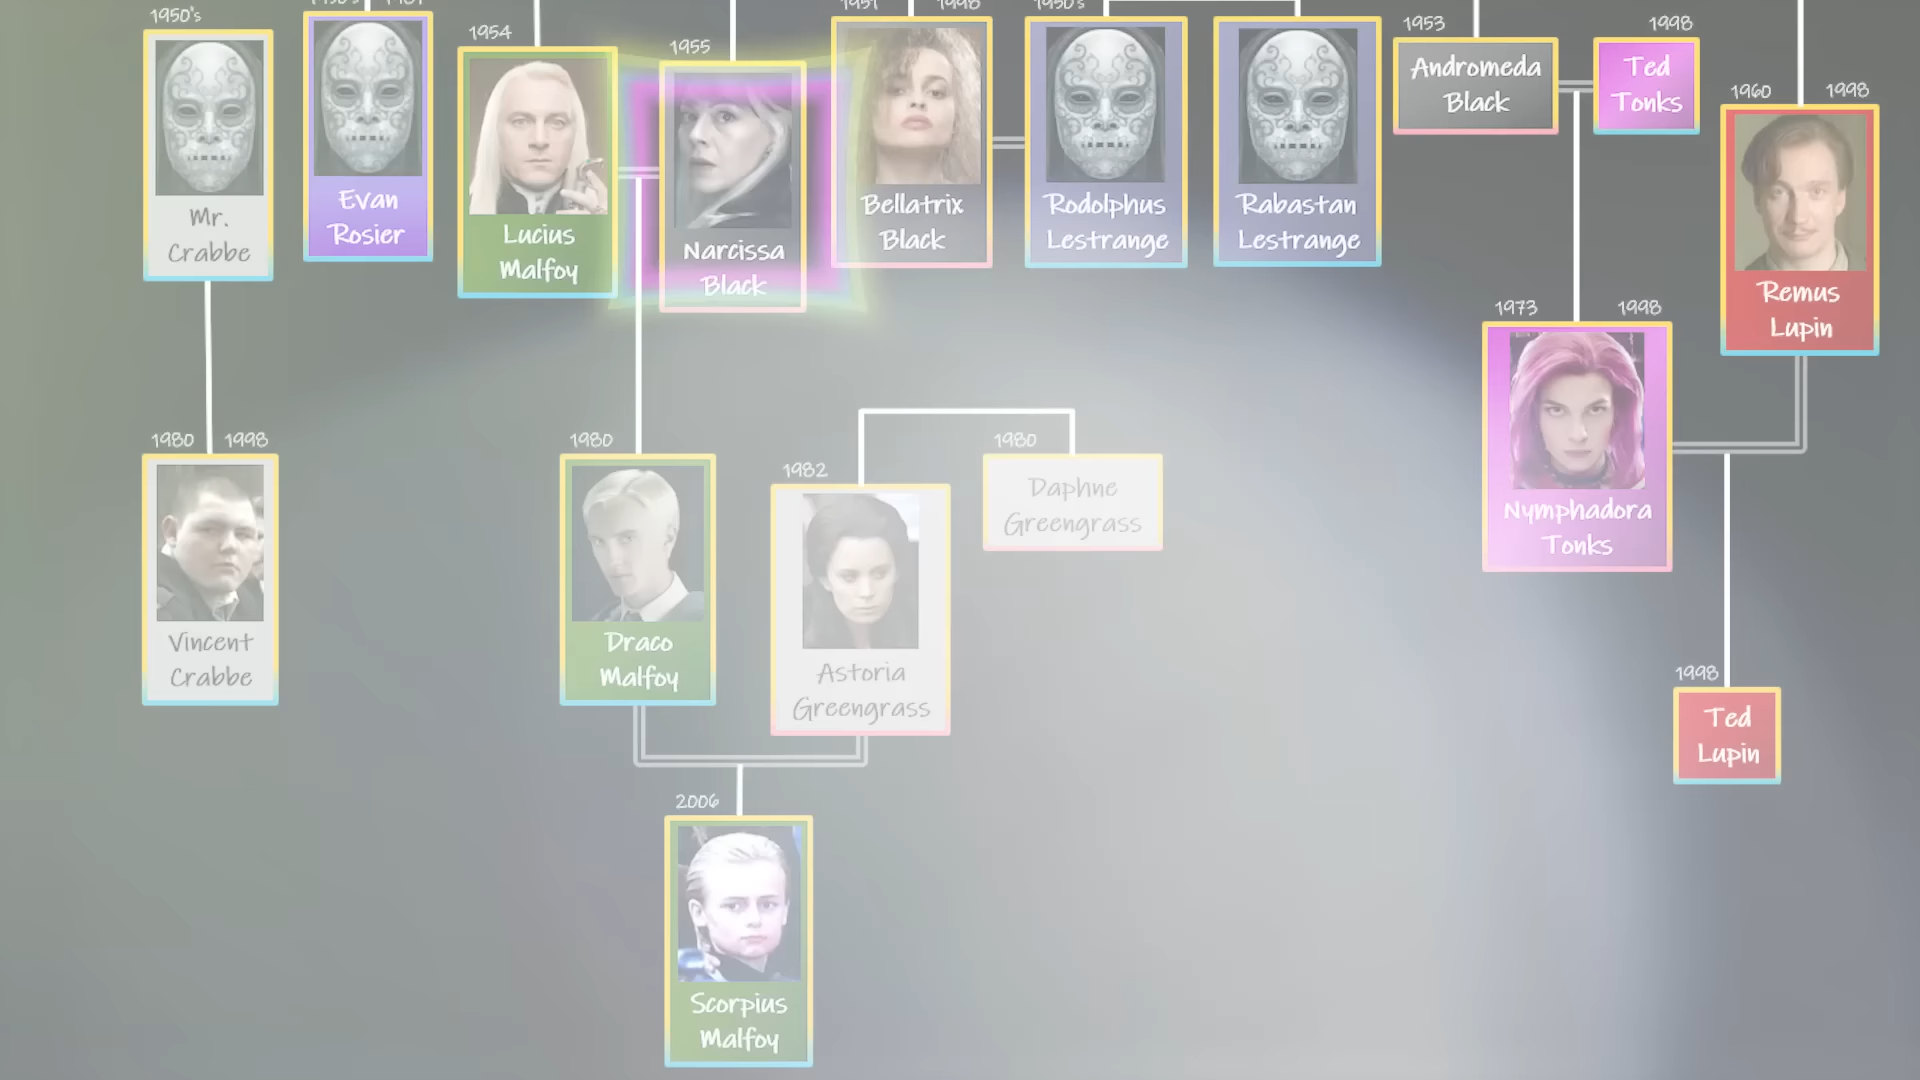 1950's
1954
1955
1953
1998
Mr.
Crabbe
Evan
Rosier
Lucius
Malfoy
Narcissa
Black
Bellatrix
Black
Rodolphus
Lestrange
Rabastan
Lestrange
Andromeda
Black
Ted
Tonks
1960
1998
Remus
Lupin
1973
1998
Nymphadora
Tonks
1980
1998
Vincent
Crabbe
1980
Draco
Malfoy
1982
Astoria
Greengrass
1980
Daphne
Greengrass
1998
Ted
Lupin
2006
Scorpius
Malfoy